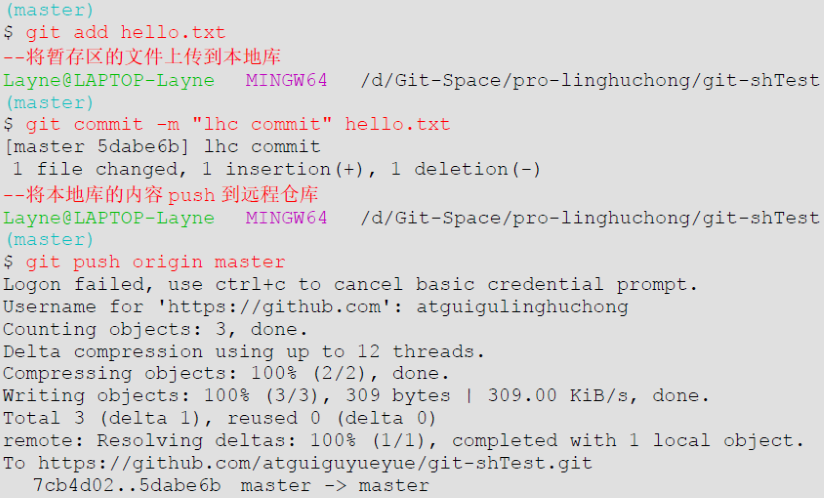 (master)
$ git add hello.txt
--将暂存区的文件上传到本地库
Layne@LAPTOP-Layne MINGW64 /d/Git-Space/pro-linghuchong/git-shTest
(master)
$ git commit -m "lhc commit" hello.txt
[master 5dabe6b] lhc commit
1 file changed, 1 insertion(+), 1 deletion(-)
--将本地库的内容 push 到远程仓库
Layne@LAPTOP-Layne MINGW64 /d/Git-Space/pro-linghuchong/git-shTest
(master)
$ git push origin master
Logon failed, use ctrl+c to cancel basic credential prompt.
Username for 'https://github.com': atguigulinghuchong
Counting objects: 3, done.
Delta compression using up to 12 threads.
Compressing objects: 100% (2/2), done.
Writing objects: 100% (3/3), 309 bytes | 309.00 KiB/s, done.
Total 3 (delta 1), reused 0 (delta 0)
remote: Resolving deltas: 100% (1/1), completed with 1 local object.
To https://github.com/atguiguyueyue/git-shTest.git
7cb4d02..5dabe6b master -> master